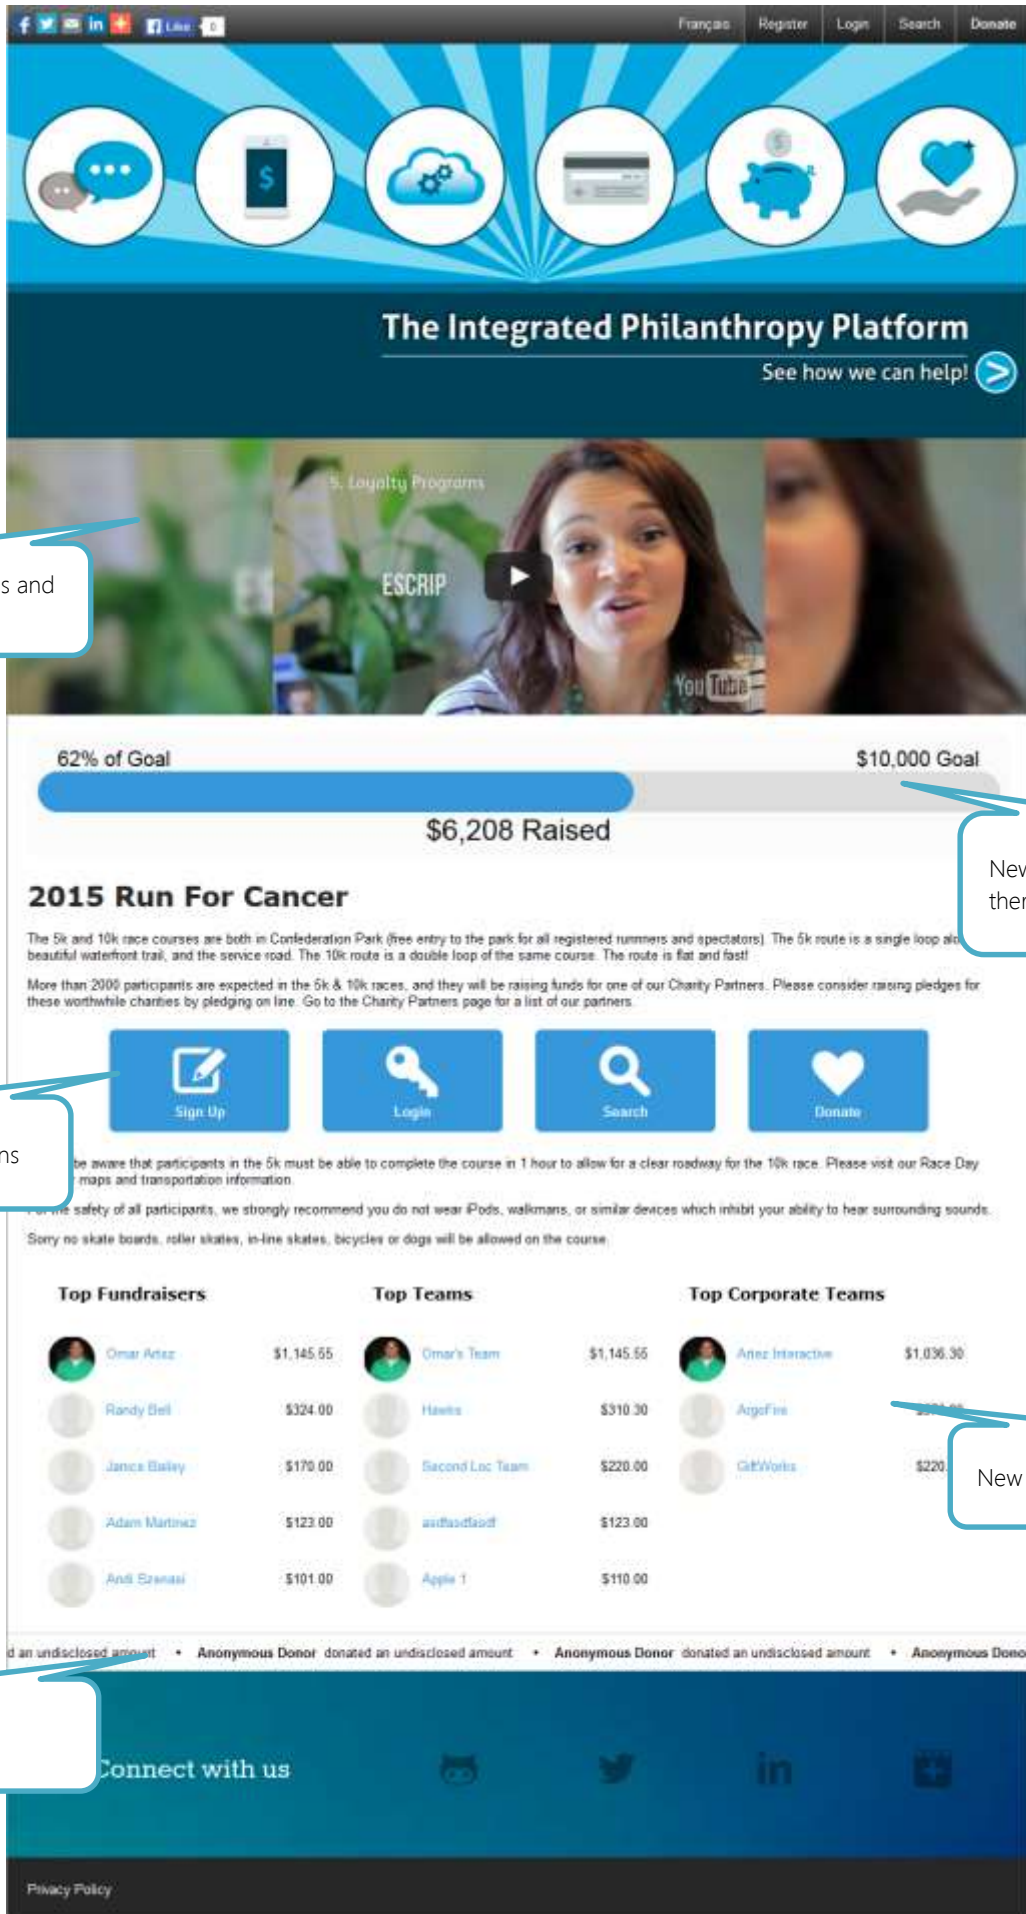 f in Like 0 Français Register Login Search Donate
The Integrated Philanthropy Platform
See how we can help!
5. Loyalty Programs
ESCRIP
YouTube
s and
62% of Goal $10,000 Goal
$6,208 Raised
New
ther
2015 Run For Cancer
The 5k and 10k race courses are both in Confederation Park (free entry to the park for all registered runners and spectators). The 5k route is a single loop
beautiful waterfront trail, and the service road. The 10k route is a double loop of the same course. The route is flat and fast!
More than 2000 participants are expected in the 5k & 10k races, and they will be raising funds for one of our Charity Partners. Please consider raising pledges for
these worthwhile charities by pledging on line. Go to the Charity Partners page for a list of our partners.
Sign Up Login Search Donate
ns
be aware that participants in the 5k must be able to complete the course in 1 hour to allow for a clear roadway for the 10k race. Please visit our Race Day
maps and transportation information.
safety of all participants, we strongly recommend you do not wear iPods, walkmans, or similar devices which inhibit your ability to hear surrounding sounds.
Sorry no skate boards, roller skates, in-line skates, bicycles or dogs will be allowed on the course.
Top Fundraisers Top Teams Top Corporate Teams
Omar Artez $1,145.55 Omar's Team $1,145.55 Artez Interactive $1,036.30
Randy Bell $324.00 Hawks $310.30 ArgoFire
Janice Bailey $170.00 Second Loc Team $220.00 GiftWorks $220.
New
Adam Martinez $123.00 asdfasdfasdf $123.00
Andi Szenasi $101.00 Apple 1 $110.00
d an undisclosed amount • Anonymous Donor donated an undisclosed amount • Anonymous Donor donated an undisclosed amount • Anonymous Dono
Connect with us in
Privacy Policy